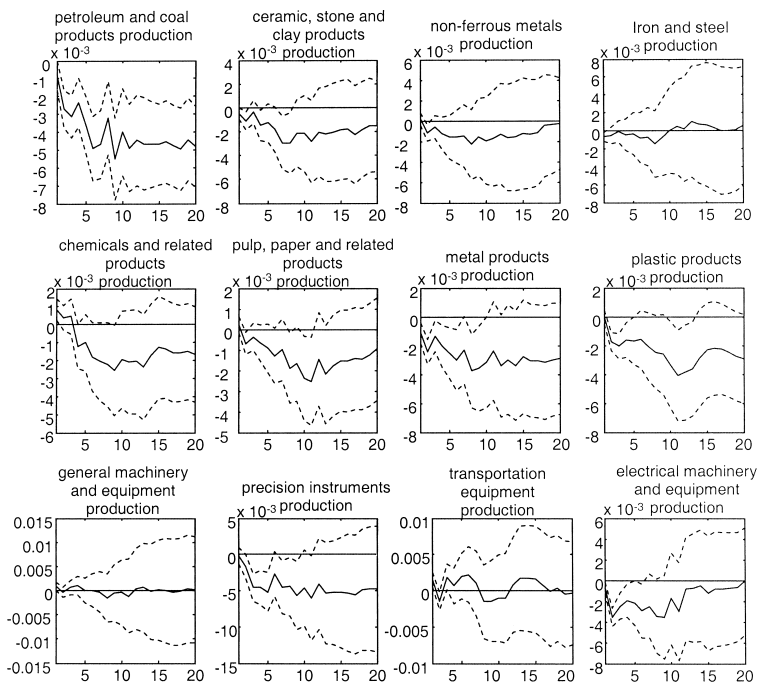 petroleum and coal
products production
x 10 -3
0
-1
-2
-3
-4
-5
-6
-7
-8
5 10 15 20
ceramic, stone and
clay products
x 10 -3 production
4
2
0
-2
-4
-6
-8
5 10 15 20
non-ferrous metals
x 10 -3 production
6
4
2
0
-2
-4
-6
-8
5 10 15 20
Iron and steel
x 10 -3 production
8
6
4
2
0
-2
-4
-6
-8
5 10 15 20
chemicals and related
products
x 10 -3 production
2
1
0
-1
-2
-3
-4
-5
-6
5 10 15 20
pulp, paper and related
products
x 10 -3 production
2
1
0
-1
-2
-3
-4
-5
5 10 15 20
metal products
x 10 -3 production
2
0
-2
-4
-6
-8
5 10 15 20
plastic products
x 10 -3 production
2
0
-2
-4
-6
-8
5 10 15 20
general machinery
and equipment
production
0.015
0.01
0.005
0
-0.005
-0.01
-0.015
5 10 15 20
precision instruments
x 10 -3 production
5
0
-5
-10
-15
5 10 15 20
transportation
equipment
production
0.01
0.005
0
-0.005
-0.01
5 10 15 20
electrical machinery
and equipment
x 10 -3 production
6
4
2
0
-2
-4
-6
-8
5 10 15 20